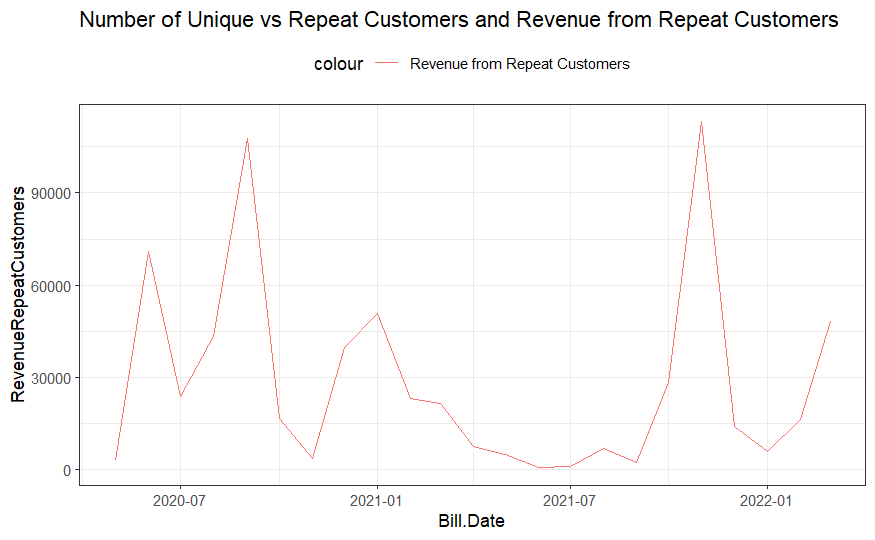 Number of Unique vs Repeat Customers and Revenue from Repeat Customers
colour Revenue from Repeat Customers
RevenueRepeatCustomers
90000
60000
30000
0
2020-07 2021-01 2021-07 2022-01
Bill.Date